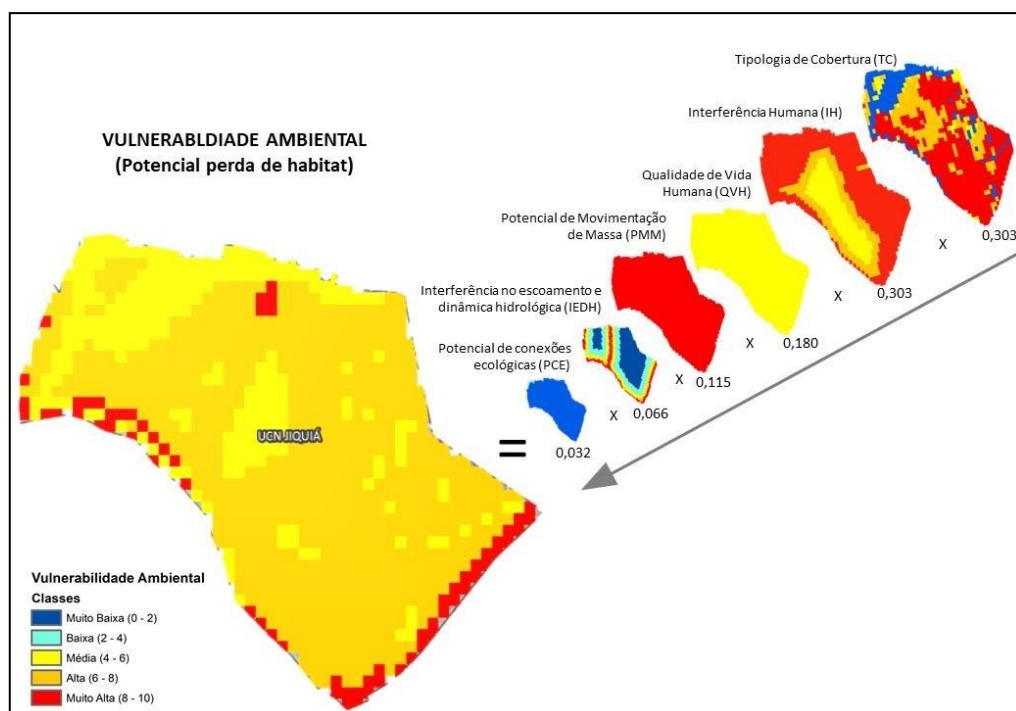 VULNERABLDIADE AMBIENTAL
(Potencial perda de habitat)
Tipologia de Cobertura (TC)
Interferência Humana (IH)
Qualidade de Vida
Humana (QVH)
Potencial de Movimentação
de Massa (PMM)
Interferência no escoamento e
dinâmica hidrológica (IEDH)
Potencial de conexões
ecológicas (PCE)
X
0,303
X
0,303
X
0,180
X
0,115
X
0,066
=
0,032
UCN JIQUIÁ
Vulnerabilidade Ambiental
Classes
Muito Baixa (0 - 2)
Baixa (2 - 4)
Média (4 - 6)
Alta (6 - 8)
Muito Alta (8 - 10)